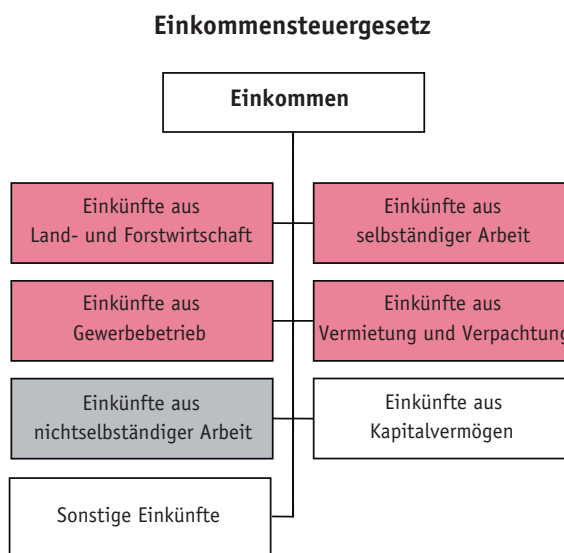 Einkommensteuergesetz
Einkommen
Einkünfte aus
Land- und Forstwirtschaft
Einkünfte aus
selbständiger Arbeit
Einkünfte aus
Gewerbebetrieb
Einkünfte aus
Vermietung und Verpachtung
Einkünfte aus
nichtselbständiger Arbeit
Einkünfte aus
Kapitalvermögen
Sonstige Einkünfte